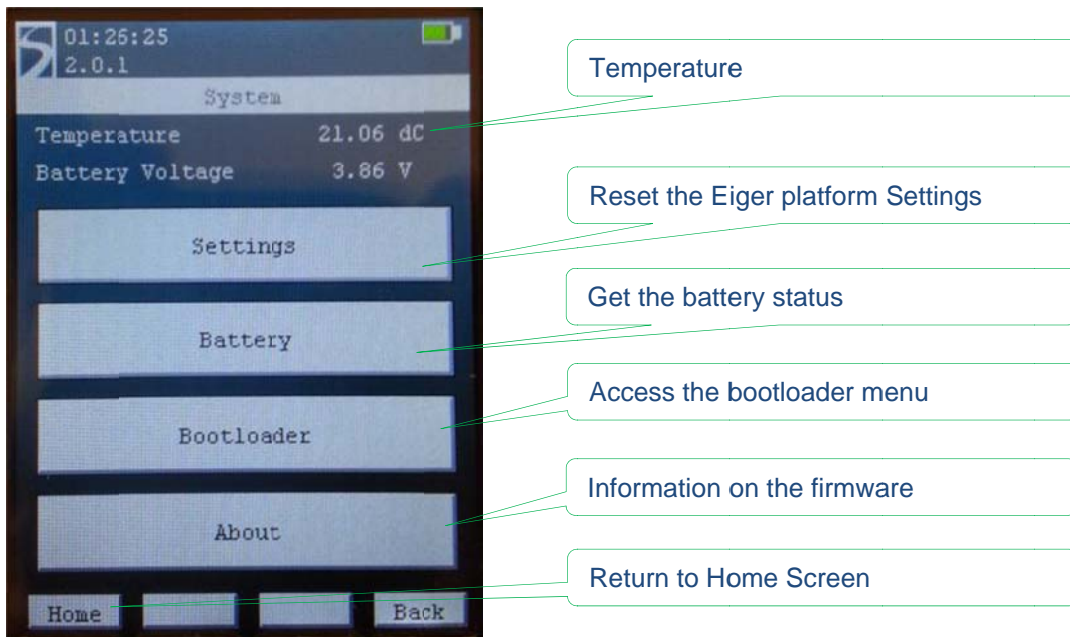 01:26:25
2.0.1
System
Temperature 21.06 dC
Battery Voltage 3.86 V
Settings
Battery
Bootloader
About
Home Back
Temperature
Reset the Eiger platform Settings
Get the battery status
Access the bootloader menu
Information on the firmware
Return to Home Screen